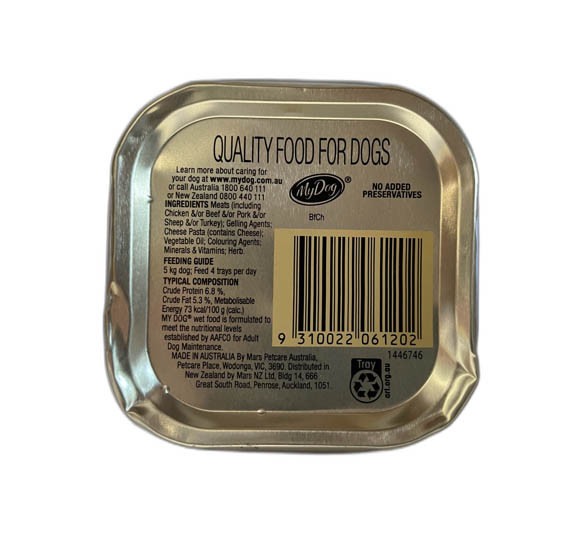 QUALITY FOOD FOR DOGS
Learn more about caring for
your dog at www.mydog.com.au
or call Australia 1800 640 111
or New Zealand 0800 440 111
INGREDIENTS Meats (including
Chicken &/or Beef &/or Pork &/or
Sheep &/or Turkey); Gelling Agents;
Cheese Pasta (contains Cheese);
Vegetable Oil; Colouring Agents;
Minerals & Vitamins; Herb.
FEEDING GUIDE
5 kg dog; Feed 4 trays per day
TYPICAL COMPOSITION
Crude Protein 6.8 %,
Crude Fat 5.3 %, Metabolisable
Energy 73 kcal/100 g (calc.)
MY DOG® wet food is formulated to
meet the nutritional levels
established by AAFCO for Adult
Dog Maintenance.
MADE IN AUSTRALIA By Mars Petcare Australia,
Petcare Place, Wodonga, VIC, 3690. Distributed in
New Zealand by Mars NZ Ltd, Bldg 14, 666
Great South Road, Penrose, Auckland, 1051.
MyDog®
BfCh
NO ADDED
PRESERVATIVES
9 310022 061202
1446746
Tray
arl.org.au